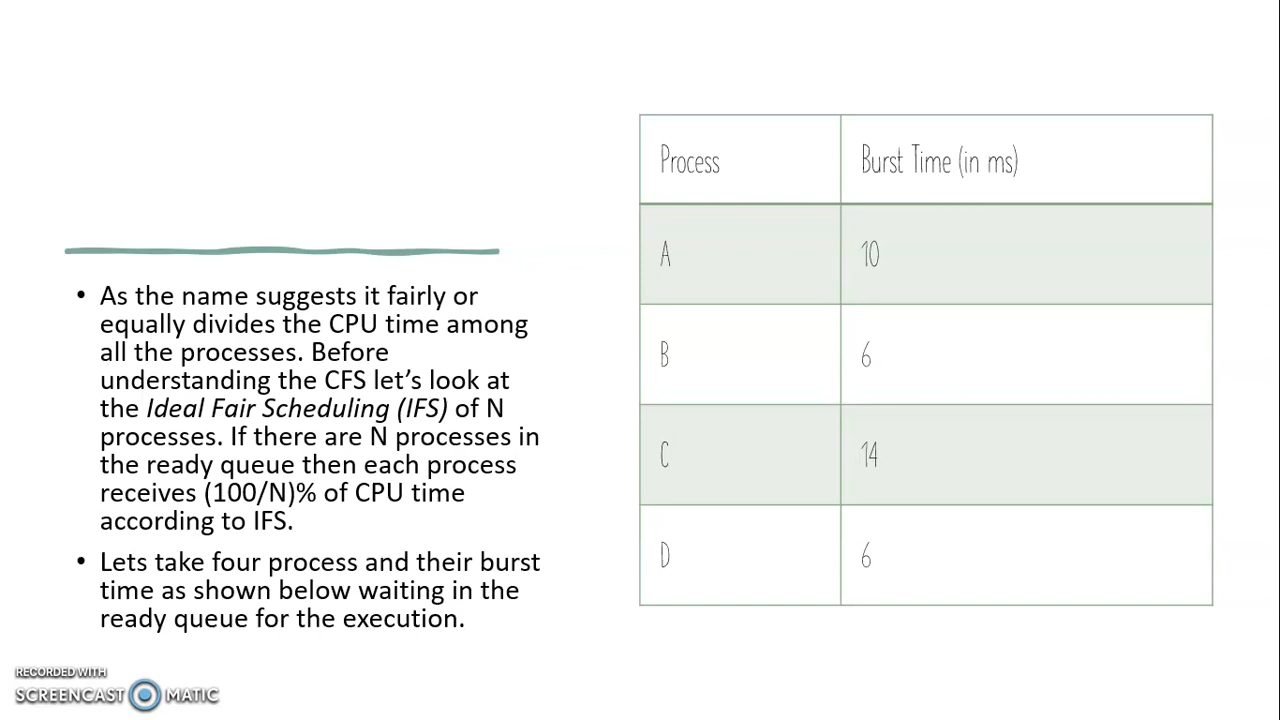 • As the name suggests it fairly or
equally divides the CPU time among
all the processes. Before
understanding the CFS let’s look at
the Ideal Fair Scheduling (IFS) of N
processes. If there are N processes in
the ready queue then each process
receives (100/N)% of CPU time
according to IFS.
• Lets take four process and their burst
time as shown below waiting in the
ready queue for the execution.
Process Burst Time (in ms)
A 10
B 6
C 14
D 6
RECORDED WITH
SCREENCAST MATIC